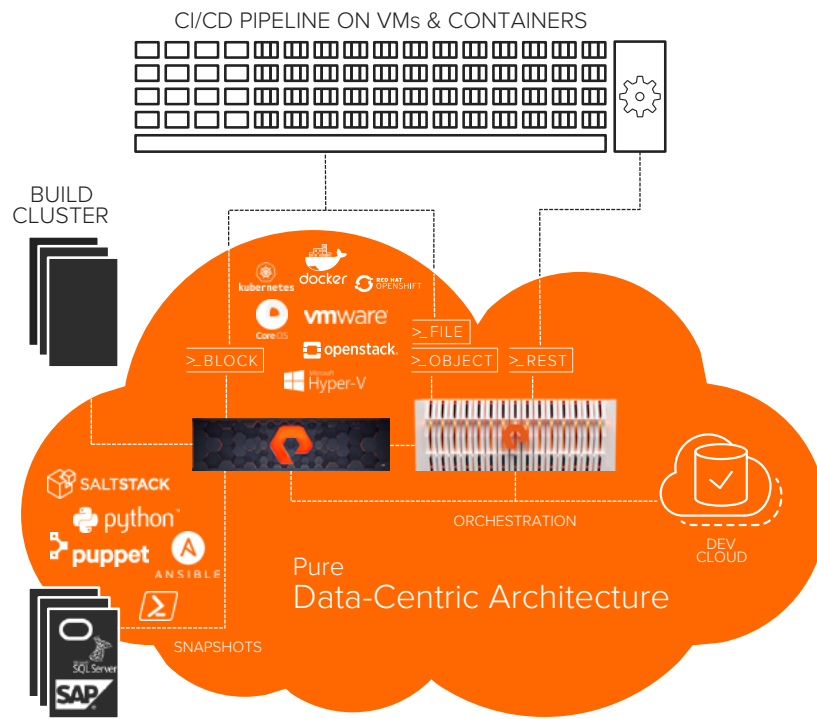 CI/CD PIPELINE ON VMs & CONTAINERS
BUILD
CLUSTER
kubernetes
docker
RED HAT
OPENSHIFT
CoreOS
vmware
openstack.
Microsoft
Hyper-V
>_BLOCK
>_FILE
>_OBJECT
>_REST
SALTSTACK
python™
puppet
ANSIBLE
ORCHESTRATION
DEV
CLOUD
Pure
Data-Centric Architecture
SNAPSHOTS
SQL Server
SAP